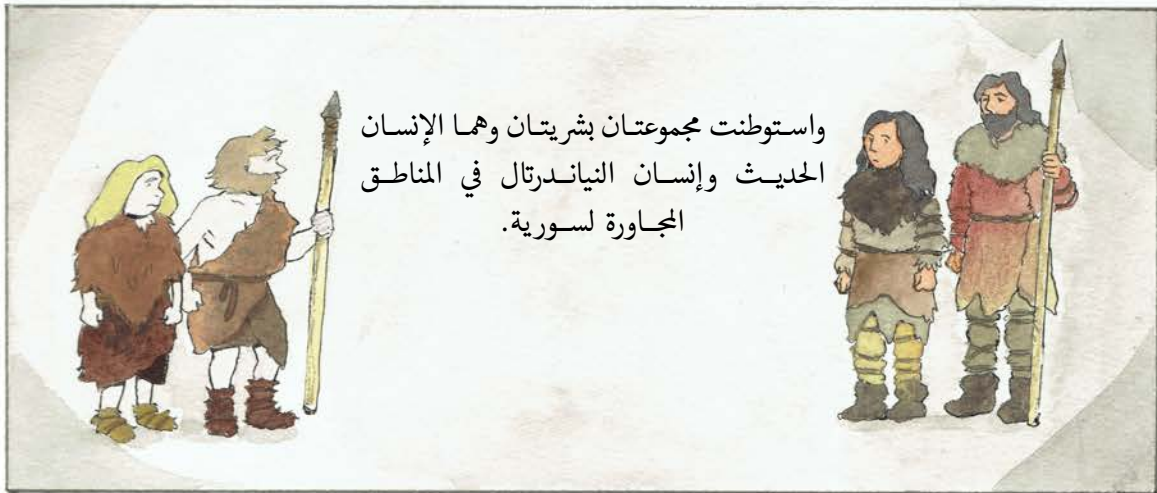 واستوطنت مجموعتان بشريتان وهما الإنسان
الحديث وإنسان النياندرتال في المناطق
المجاورة لسورية.